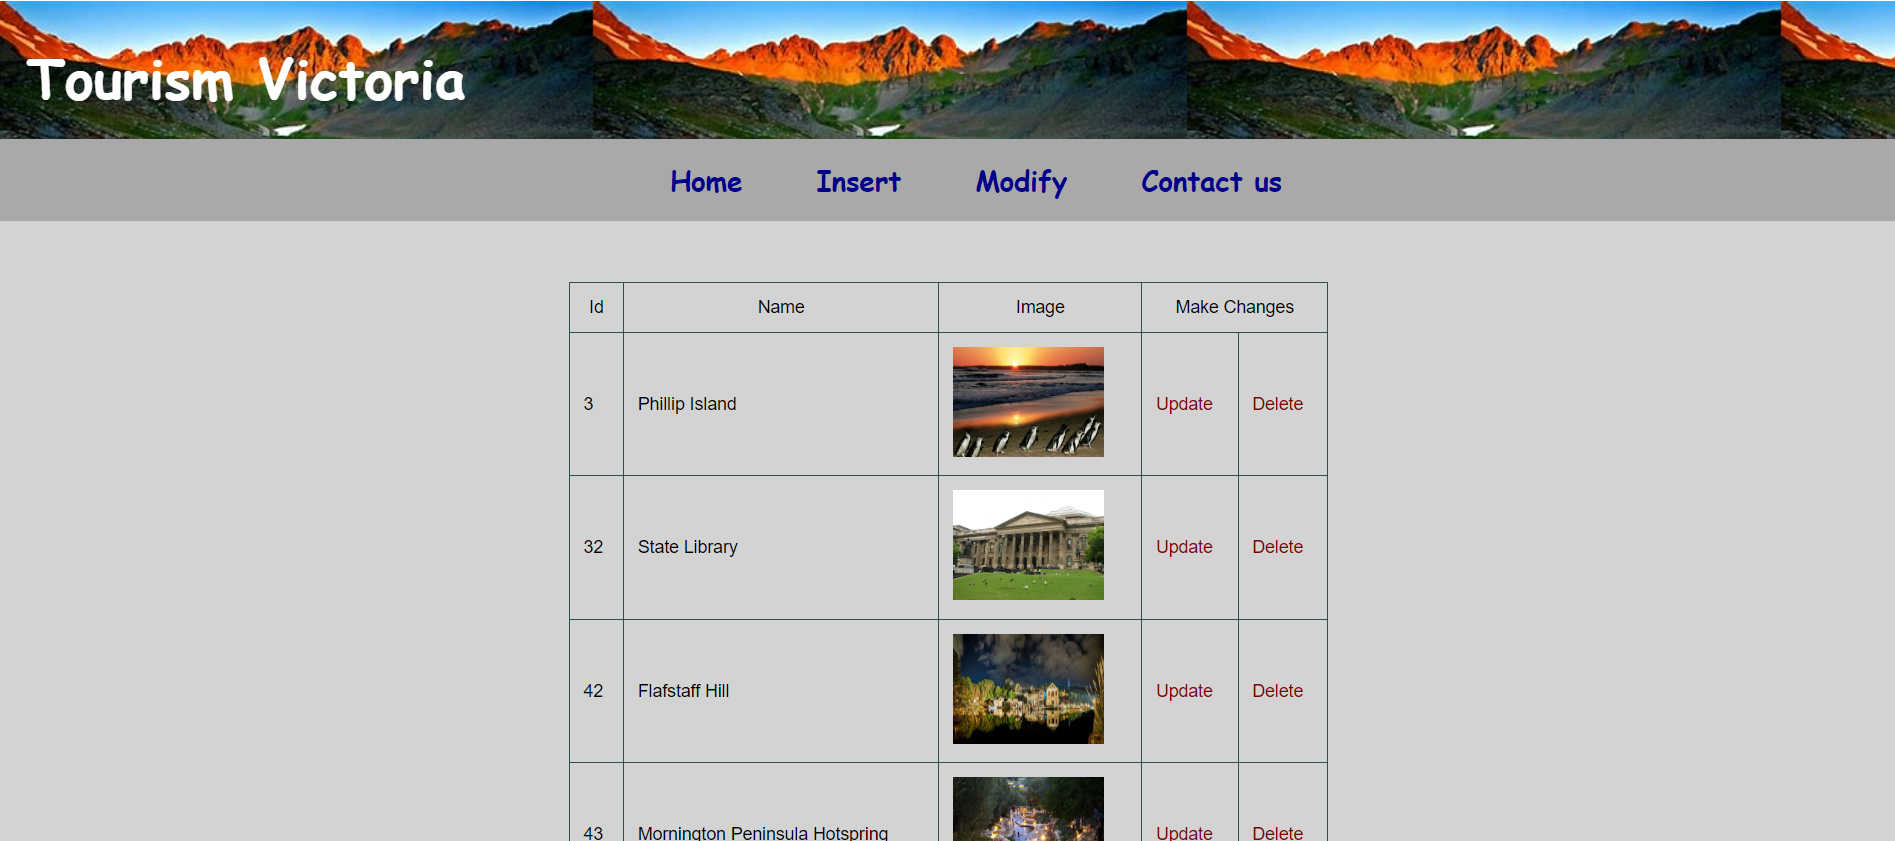 Tourism Victoria
Home Insert Modify Contact us
Id Name Image Make Changes
3 Phillip Island Update Delete
32 State Library Update Delete
42 Flafstaff Hill Update Delete
43 Mornington Peninsula Hotspring Update Delete